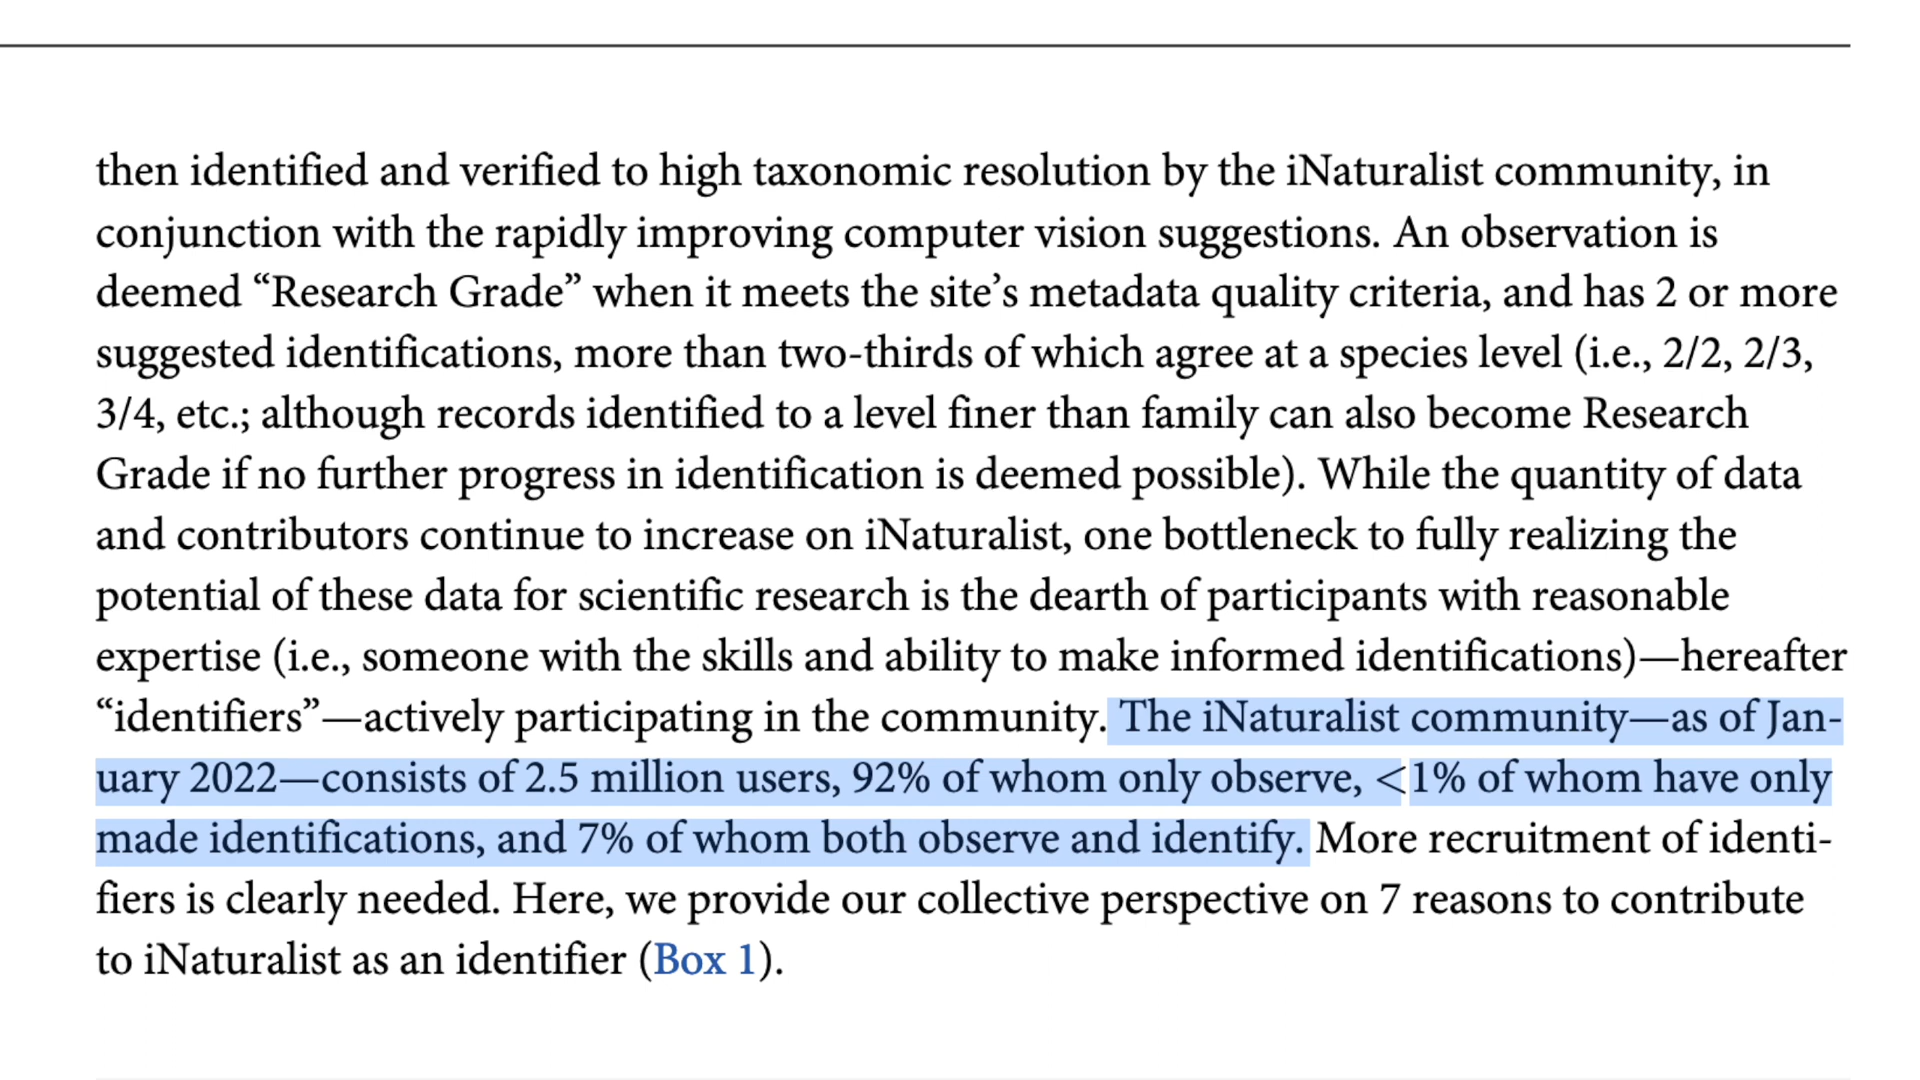 then identified and verified to high taxonomic resolution by the iNaturalist community, in
conjunction with the rapidly improving computer vision suggestions. An observation is
deemed “Research Grade” when it meets the site’s metadata quality criteria, and has 2 or more
suggested identifications, more than two-thirds of which agree at a species level (i.e., 2/2, 2/3,
3/4, etc.; although records identified to a level finer than family can also become Research
Grade if no further progress in identification is deemed possible). While the quantity of data
and contributors continue to increase on iNaturalist, one bottleneck to fully realizing the
potential of these data for scientific research is the dearth of participants with reasonable
expertise (i.e., someone with the skills and ability to make informed identifications)—hereafter
“identifiers”—actively participating in the community. The iNaturalist community—as of Jan-
uary 2022—consists of 2.5 million users, 92% of whom only observe, <1% of whom have only
made identifications, and 7% of whom both observe and identify. More recruitment of identi-
fiers is clearly needed. Here, we provide our collective perspective on 7 reasons to contribute
to iNaturalist as an identifier (Box 1).